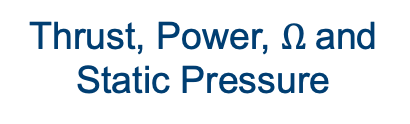 Thrust, Power, Ω and
Static Pressure